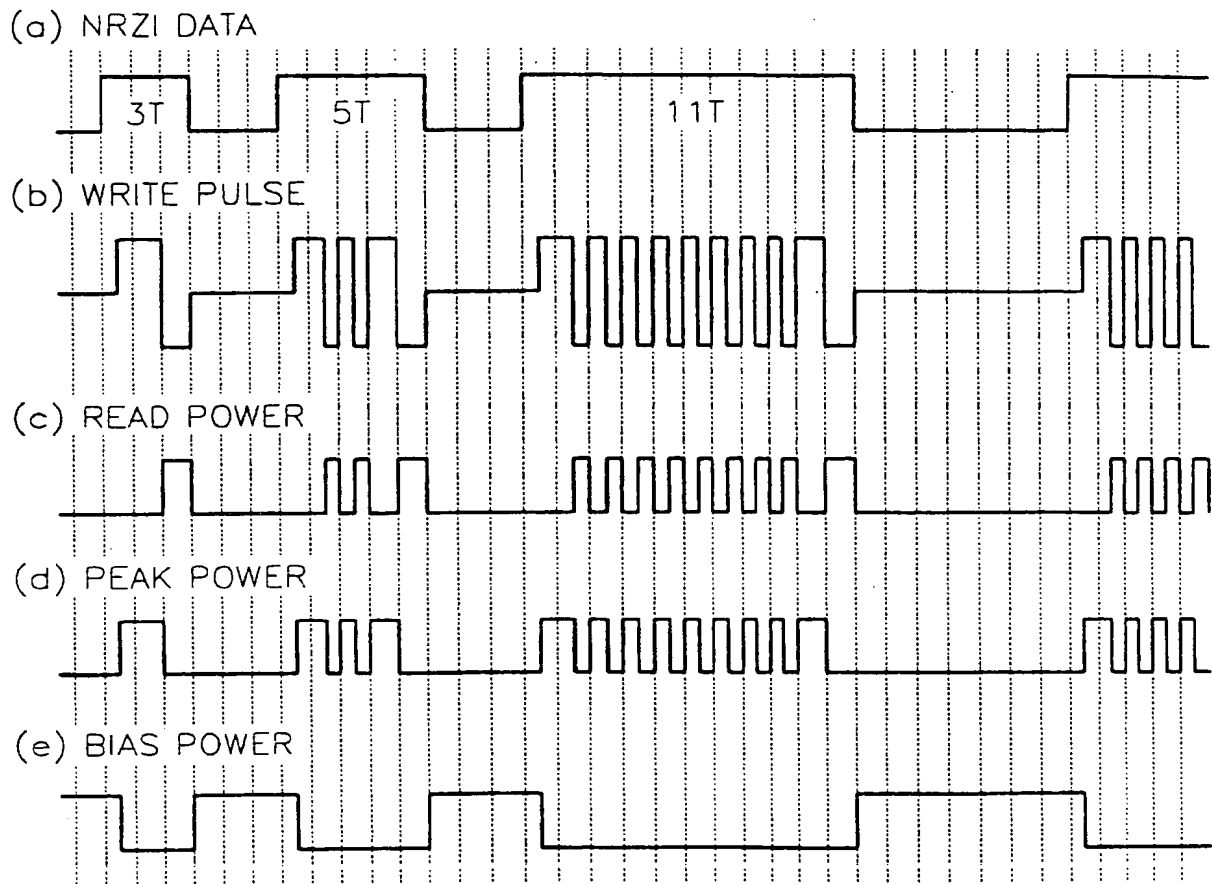 (a) NRZI DATA
3T 5T 11T
(b) WRITE PULSE
(c) READ POWER
(d) PEAK POWER
(e) BIAS POWER